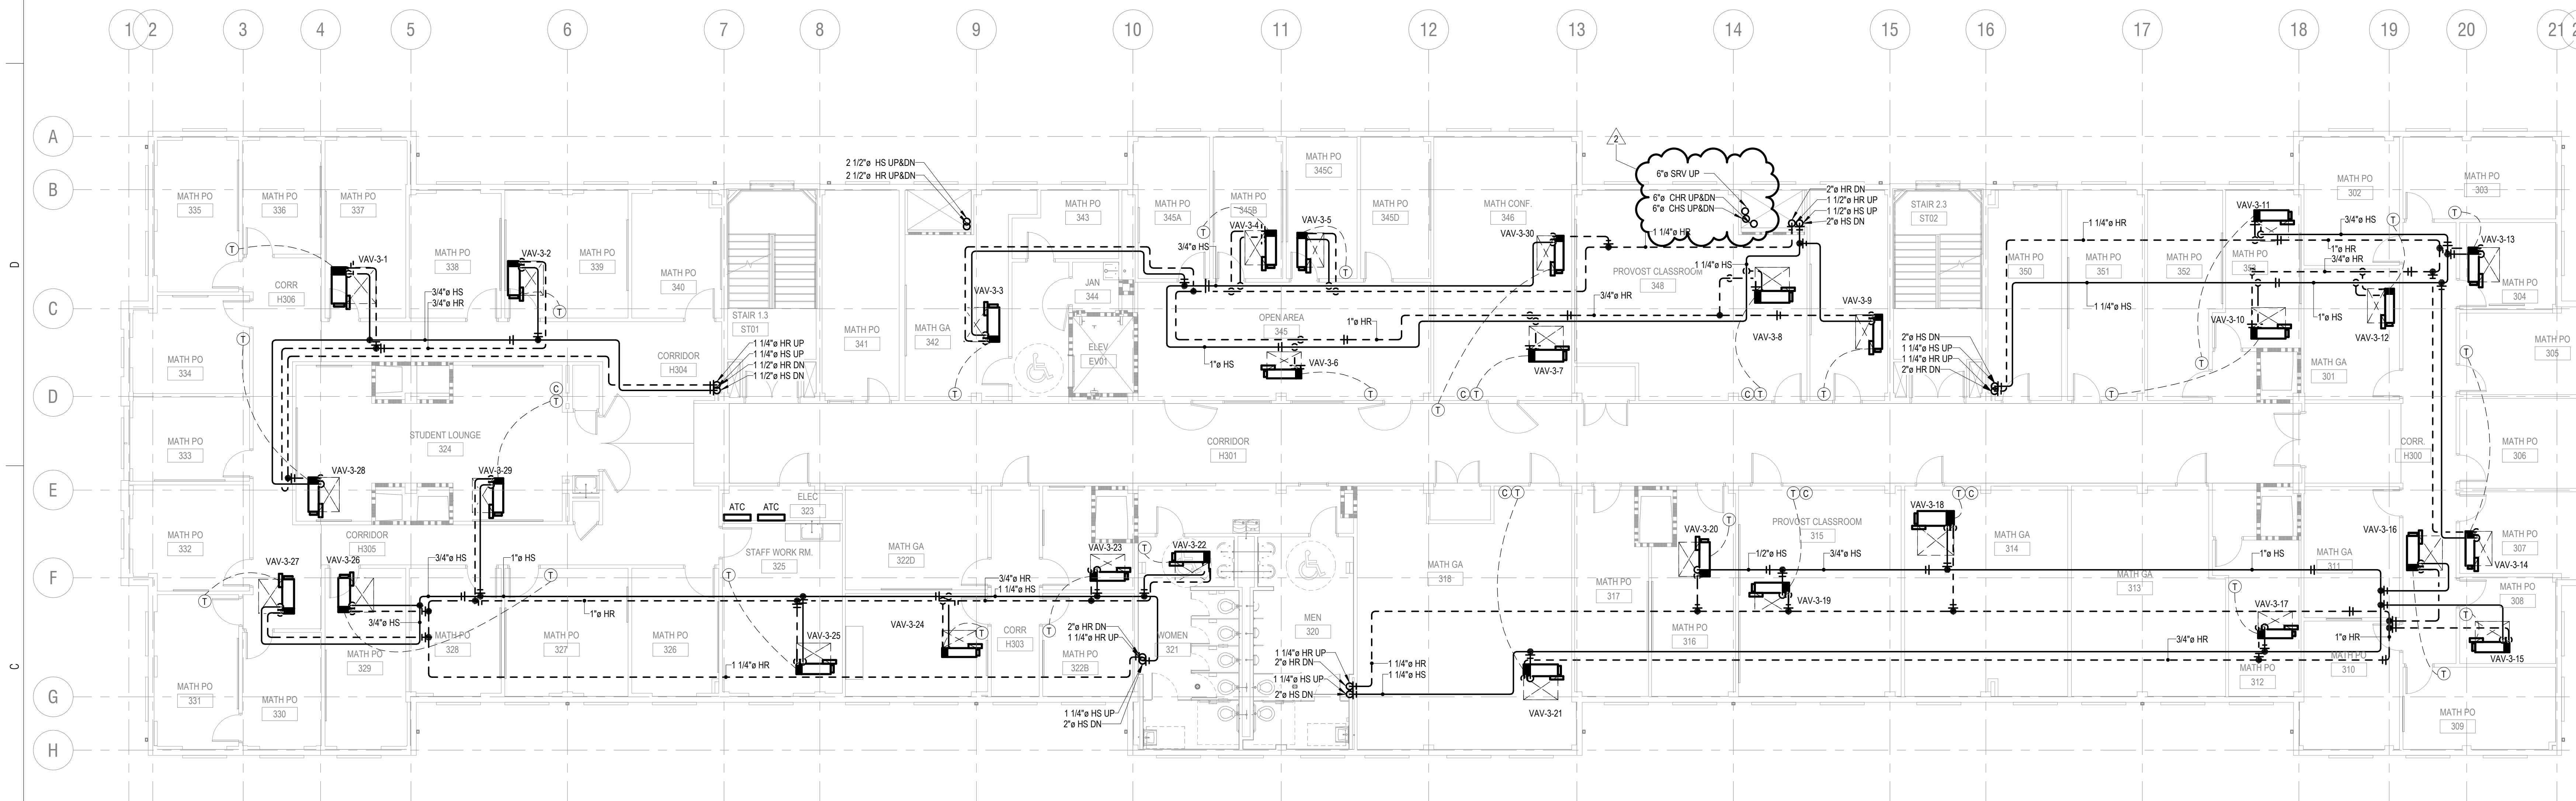 1 2 3 4 5 6 7 8 9 10 11 12 13 14 15 16 17 18 19 20 21
A
B
C
D
E
F
G
H
D
C
MATH PO
335
MATH PO
336
MATH PO
337
CORR
H306
VAV-3-1
MATH PO
338
VAV-3-2
MATH PO
339
MATH PO
340
3/4"ø HS
3/4"ø HR
MATH PO
334
MATH PO
333
MATH PO
332
MATH PO
331
MATH PO
330
STUDENT LOUNGE
324
CORRIDOR
H304
STAIR 1.3
ST01
1 1/4"ø HR UP
1 1/4"ø HS UP
1 1/2"ø HR DN
1 1/2"ø HS DN
VAV-3-28
VAV-3-29
VAV-3-27
VAV-3-26
CORRIDOR
H305
3/4"ø HS
1"ø HS
3/4"ø HS
1"ø HR
MATH PO
329
MATH PO
328
MATH PO
327
MATH PO
326
1 1/4"ø HR
ATC
ATC
ELEC
323
STAFF WORK RM.
325
VAV-3-25
MATH GA
322D
VAV-3-24
CORR
H303
MATH PO
322B
3/4"ø HR
1 1/4"ø HS
VAV-3-23
VAV-3-22
2"ø HR DN
1 1/4"ø HR UP
1 1/4"ø HS UP
2"ø HS DN
WOMEN
321
MEN
320
1 1/4"ø HR UP
2"ø HR DN
1 1/4"ø HS UP
2"ø HS DN
1 1/4"ø HR
1 1/4"ø HS
2 1/2"ø HS UP&DN
2 1/2"ø HR UP&DN
MATH PO
341
MATH GA
342
MATH PO
343
VAV-3-3
JAN
344
ELEV
EV01
CORRIDOR
H301
MATH PO
345A
MATH PO
345B
MATH PO
345C
MATH PO
345D
VAV-3-4
VAV-3-5
3/4"ø HS
OPEN AREA
345
1"ø HR
1"ø HS
VAV-3-6
MATH CONF.
346
VAV-3-30
VAV-3-7
3/4"ø HR
2
6"ø SRV UP
6"ø CHR UP&DN
6"ø CHS UP&DN
2"ø HR DN
1 1/2"ø HR UP
1 1/2"ø HS UP
2"ø HS DN
1 1/4"ø HR
1 1/4"ø HS
PROVOST CLASSROOM
348
VAV-3-8
VAV-3-9
STAIR 2.3
ST02
2"ø HS DN
1 1/4"ø HS UP
1 1/4"ø HR UP
2"ø HR DN
MATH PO
350
MATH PO
351
MATH PO
352
MATH PO
353
1 1/4"ø HR
1 1/4"ø HS
VAV-3-11
VAV-3-10
3/4"ø HS
1"ø HR
3/4"ø HR
1"ø HS
VAV-3-12
VAV-3-13
MATH PO
302
MATH PO
303
MATH PO
304
MATH PO
305
MATH GA
301
CORR.
H300
MATH PO
306
MATH PO
307
MATH PO
308
MATH PO
309
MATH PO
310
VAV-3-16
VAV-3-14
VAV-3-15
VAV-3-17
MATH GA
311
MATH PO
312
MATH GA
313
MATH GA
314
PROVOST CLASSROOM
315
VAV-3-18
VAV-3-19
VAV-3-20
1/2"ø HS
3/4"ø HS
1"ø HS
1"ø HR
3/4"ø HR
MATH PO
316
MATH PO
317
MATH GA
318
VAV-3-21
T
C